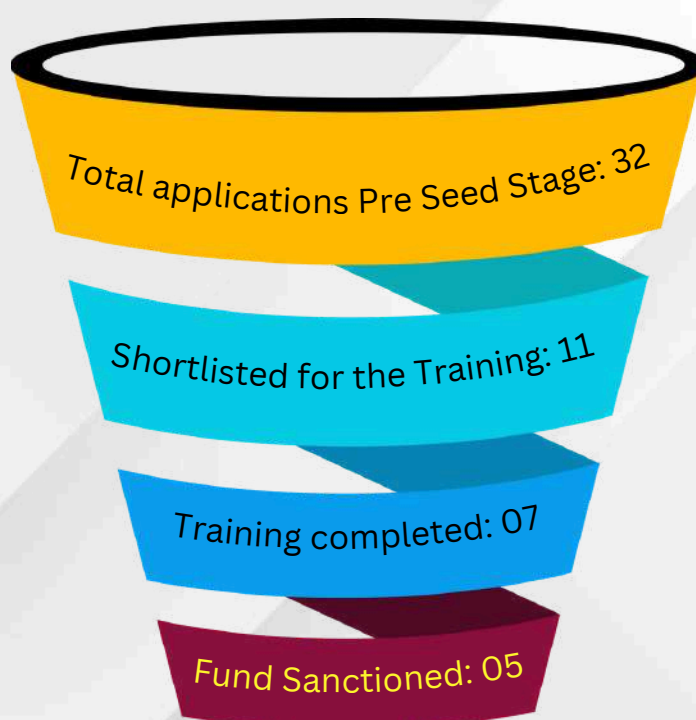 Total applications Pre Seed Stage: 32
Shortlisted for the Training: 11
Training completed: 07
Fund Sanctioned: 05